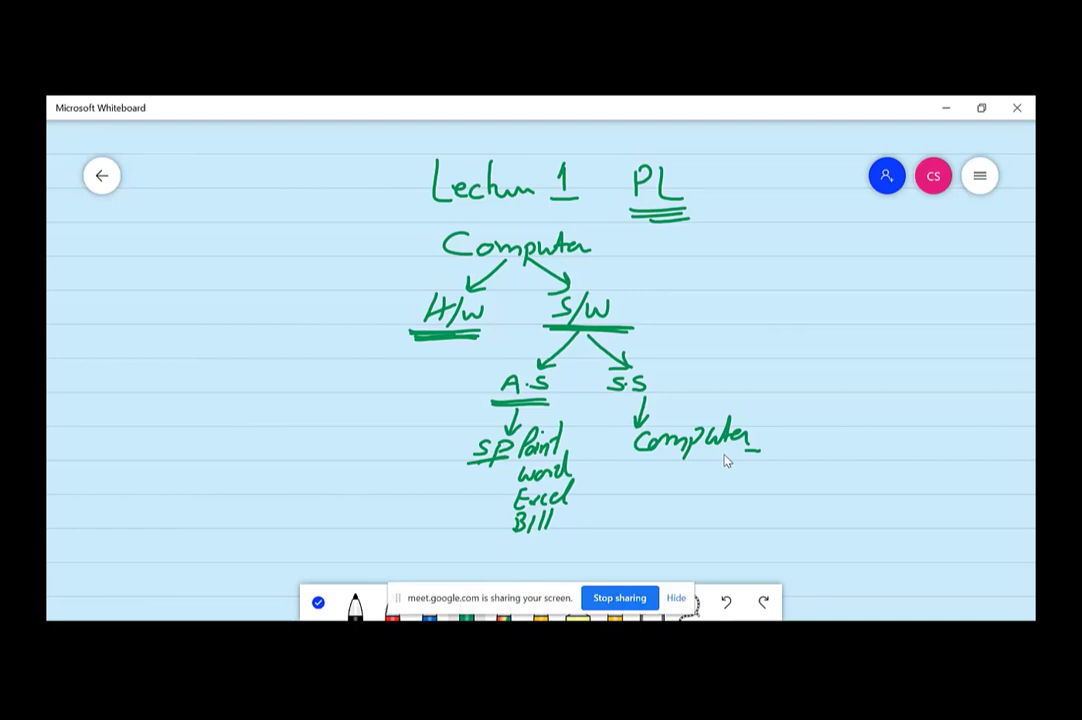 Microsoft Whiteboard
CS
Lectur 1 PL
Computer
H/W S/W
A.S S.S
SP Paint Computer
Word
Excel
Bill
meet.google.com is sharing your screen. Stop sharing Hide